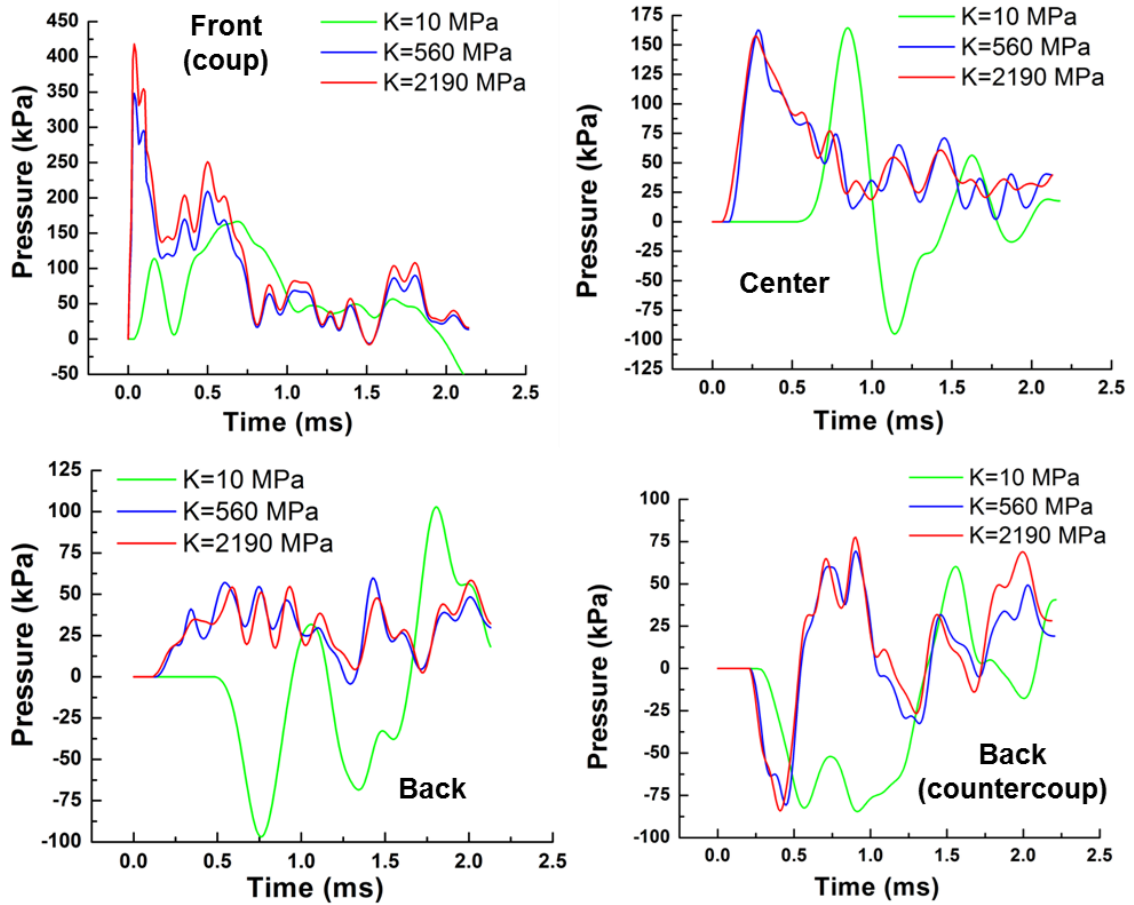 Front
(coup)
K=10 MPa
K=560 MPa
K=2190 MPa
Pressure (kPa)
450
400
350
300
250
200
150
100
50
0
-50
0.0 0.5 1.0 1.5 2.0 2.5
Time (ms)
K=10 MPa
K=560 MPa
K=2190 MPa
Pressure (kPa)
175
150
125
100
75
50
25
0
-25
-50
-75
-100
-125
Center
0.0 0.5 1.0 1.5 2.0 2.5
Time (ms)
K=10 MPa
K=560 MPa
K=2190 MPa
Pressure (kPa)
125
100
75
50
25
0
-25
-50
-75
-100
Back
0.0 0.5 1.0 1.5 2.0 2.5
Time (ms)
K=10 MPa
K=560 MPa
K=2190 MPa
Pressure (kPa)
100
75
50
25
0
-25
-50
-75
-100
Back
(countercoup)
0.0 0.5 1.0 1.5 2.0 2.5
Time (ms)